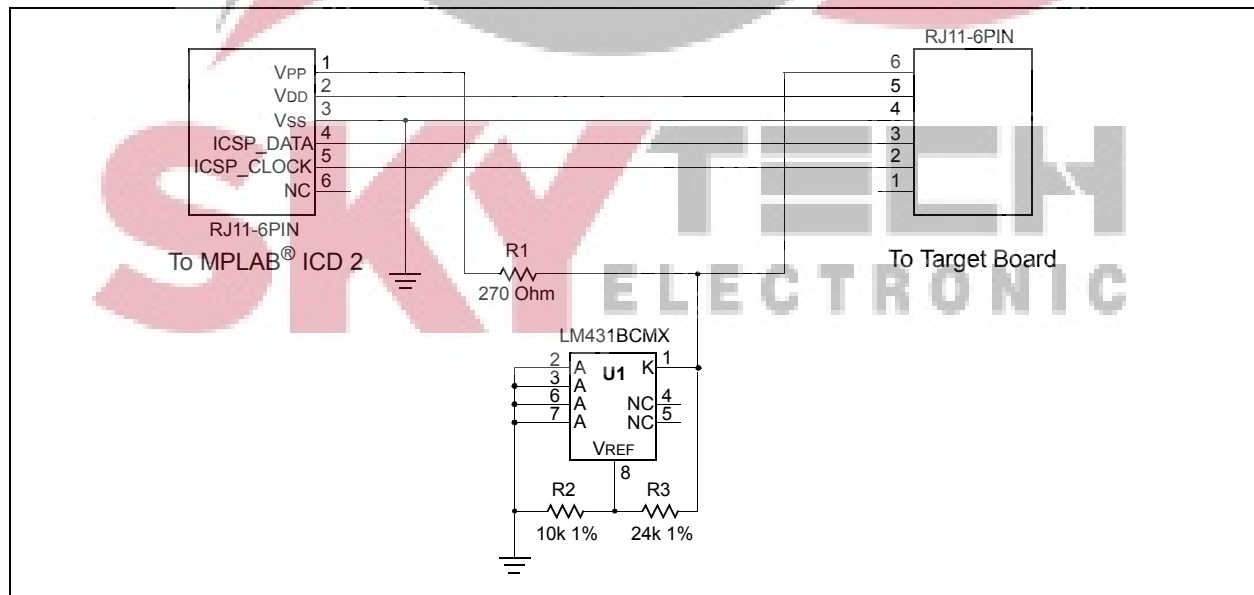 RJ11-6PIN
VPP 1
VDD 2
VSS 3
ICSP_DATA 4
ICSP_CLOCK 5
NC 6
RJ11-6PIN
To MPLAB® ICD 2
6
5
4
3
2
1
To Target Board
R1
270 Ohm
SKY TECH
ELECTRONIC
LM431BCMX
U1
2 A
3 A
6 A
7 A
K 1
NC 4
NC 5
VREF
8
R2
10k 1%
R3
24k 1%